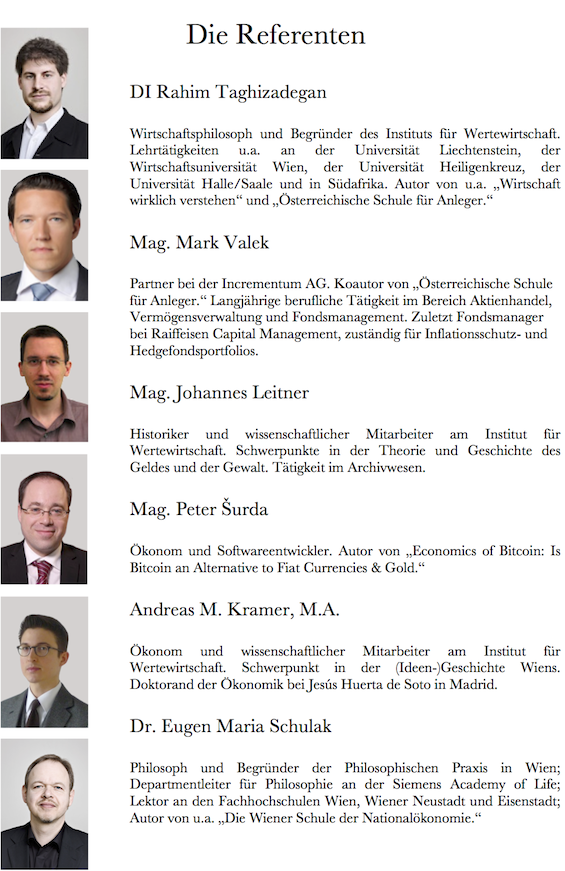 Die Referenten
DI Rahim Taghizadegan
Wirtschaftsphilosoph und Begründer des Instituts für Wertewirtschaft.
Lehrtätigkeiten u.a. an der Universität Liechtenstein, der
Wirtschaftsuniversität Wien, der Universität Heiligenkreuz, der
Universität Halle/Saale und in Südafrika. Autor von u.a. „Wirtschaft
wirklich verstehen“ und „Österreichische Schule für Anleger.“
Mag. Mark Valek
Partner bei der Incrementum AG. Koautor von „Österreichische Schule
für Anleger.“ Langjährige berufliche Tätigkeit im Bereich Aktienhandel,
Vermögensverwaltung und Fondsmanagement. Zuletzt Fondsmanager
bei Raiffeisen Capital Management, zuständig für Inflationsschutz- und
Hedgefondsportfolios.
Mag. Johannes Leitner
Historiker und wissenschaftlicher Mitarbeiter am Institut für
Wertewirtschaft. Schwerpunkte in der Theorie und Geschichte des
Geldes und der Gewalt. Tätigkeit im Archivwesen.
Mag. Peter Šurda
Ökonom und Softwareentwickler. Autor von „Economics of Bitcoin: Is
Bitcoin an Alternative to Fiat Currencies & Gold.“
Andreas M. Kramer, M.A.
Ökonom und wissenschaftlicher Mitarbeiter am Institut für
Wertewirtschaft. Schwerpunkt in der (Ideen-)Geschichte Wiens.
Doktorand der Ökonomik bei Jesús Huerta de Soto in Madrid.
Dr. Eugen Maria Schulak
Philosoph und Begründer der Philosophischen Praxis in Wien;
Departmentleiter für Philosophie an der Siemens Academy of Life;
Lektor an den Fachhochschulen Wien, Wiener Neustadt und Eisenstadt;
Autor von u.a. „Die Wiener Schule der Nationalökonomie.“